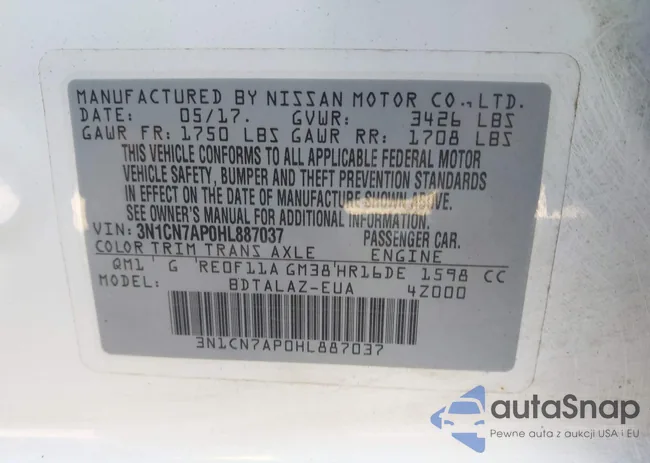 MANUFACTURED BY NISSAN MOTOR CO., LTD.
DATE: 05/17. GVWR: 3426 LBS
GAWR FR: 1750 LBS GAWR RR: 1708 LBS
THIS VEHICLE CONFORMS TO ALL APPLICABLE FEDERAL MOTOR
VEHICLE SAFETY, BUMPER AND THEFT PREVENTION STANDARDS
IN EFFECT ON THE DATE OF MANUFACTURE SHOWN ABOVE.
SEE OWNER'S MANUAL FOR ADDITIONAL INFORMATION.
VIN: 3N1CN7AP0HL887037 PASSENGER CAR.
COLOR TRIM TRANS AXLE ENGINE
QM1 G RE0F11A GM38 HR16DE 1598 CC
MODEL: BDTALAZ-EUA 4Z000
3N1CN7AP0HL887037
autaSnap
Pewne auta z aukcji USA i EU